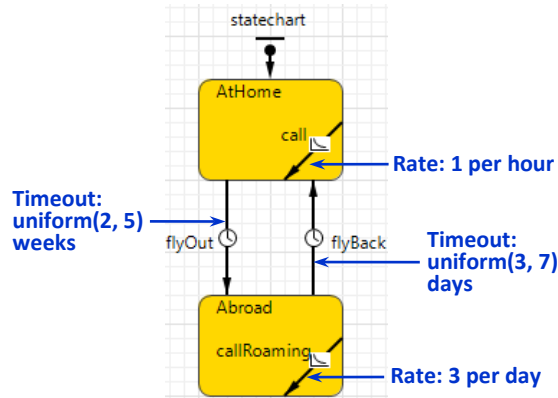 statechart
AtHome
call
Rate: 1 per hour
Timeout:
uniform(2, 5)
weeks
flyOut
flyBack
Timeout:
uniform(3, 7)
days
Abroad
callRoaming
Rate: 3 per day